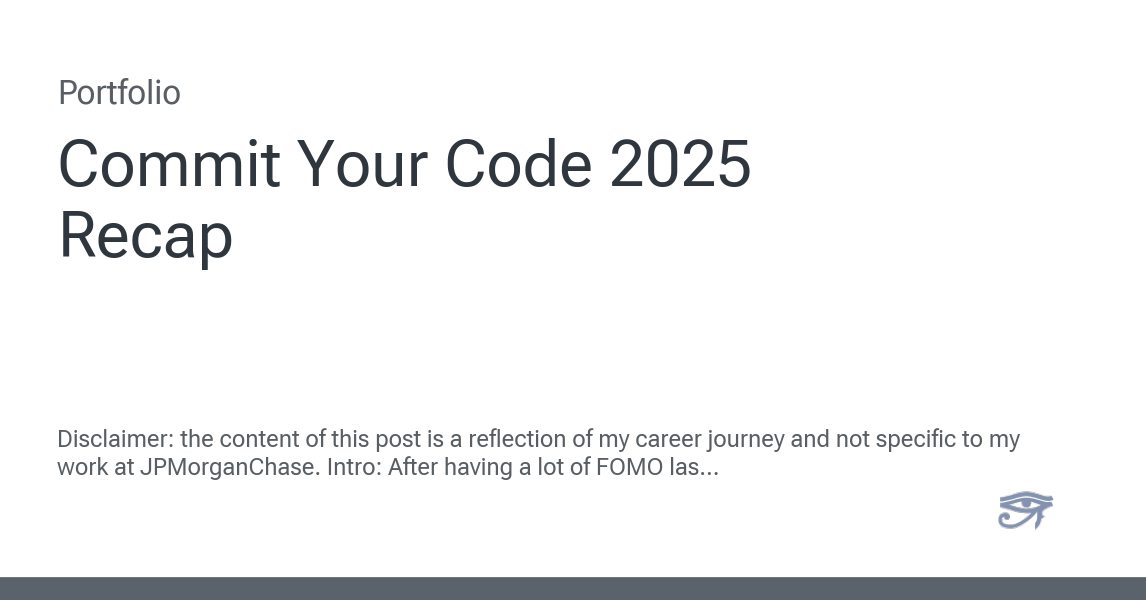 Portfolio
Commit Your Code 2025
Recap
Disclaimer: the content of this post is a reflection of my career journey and not specific to my
work at JPMorganChase. Intro: After having a lot of FOMO las...